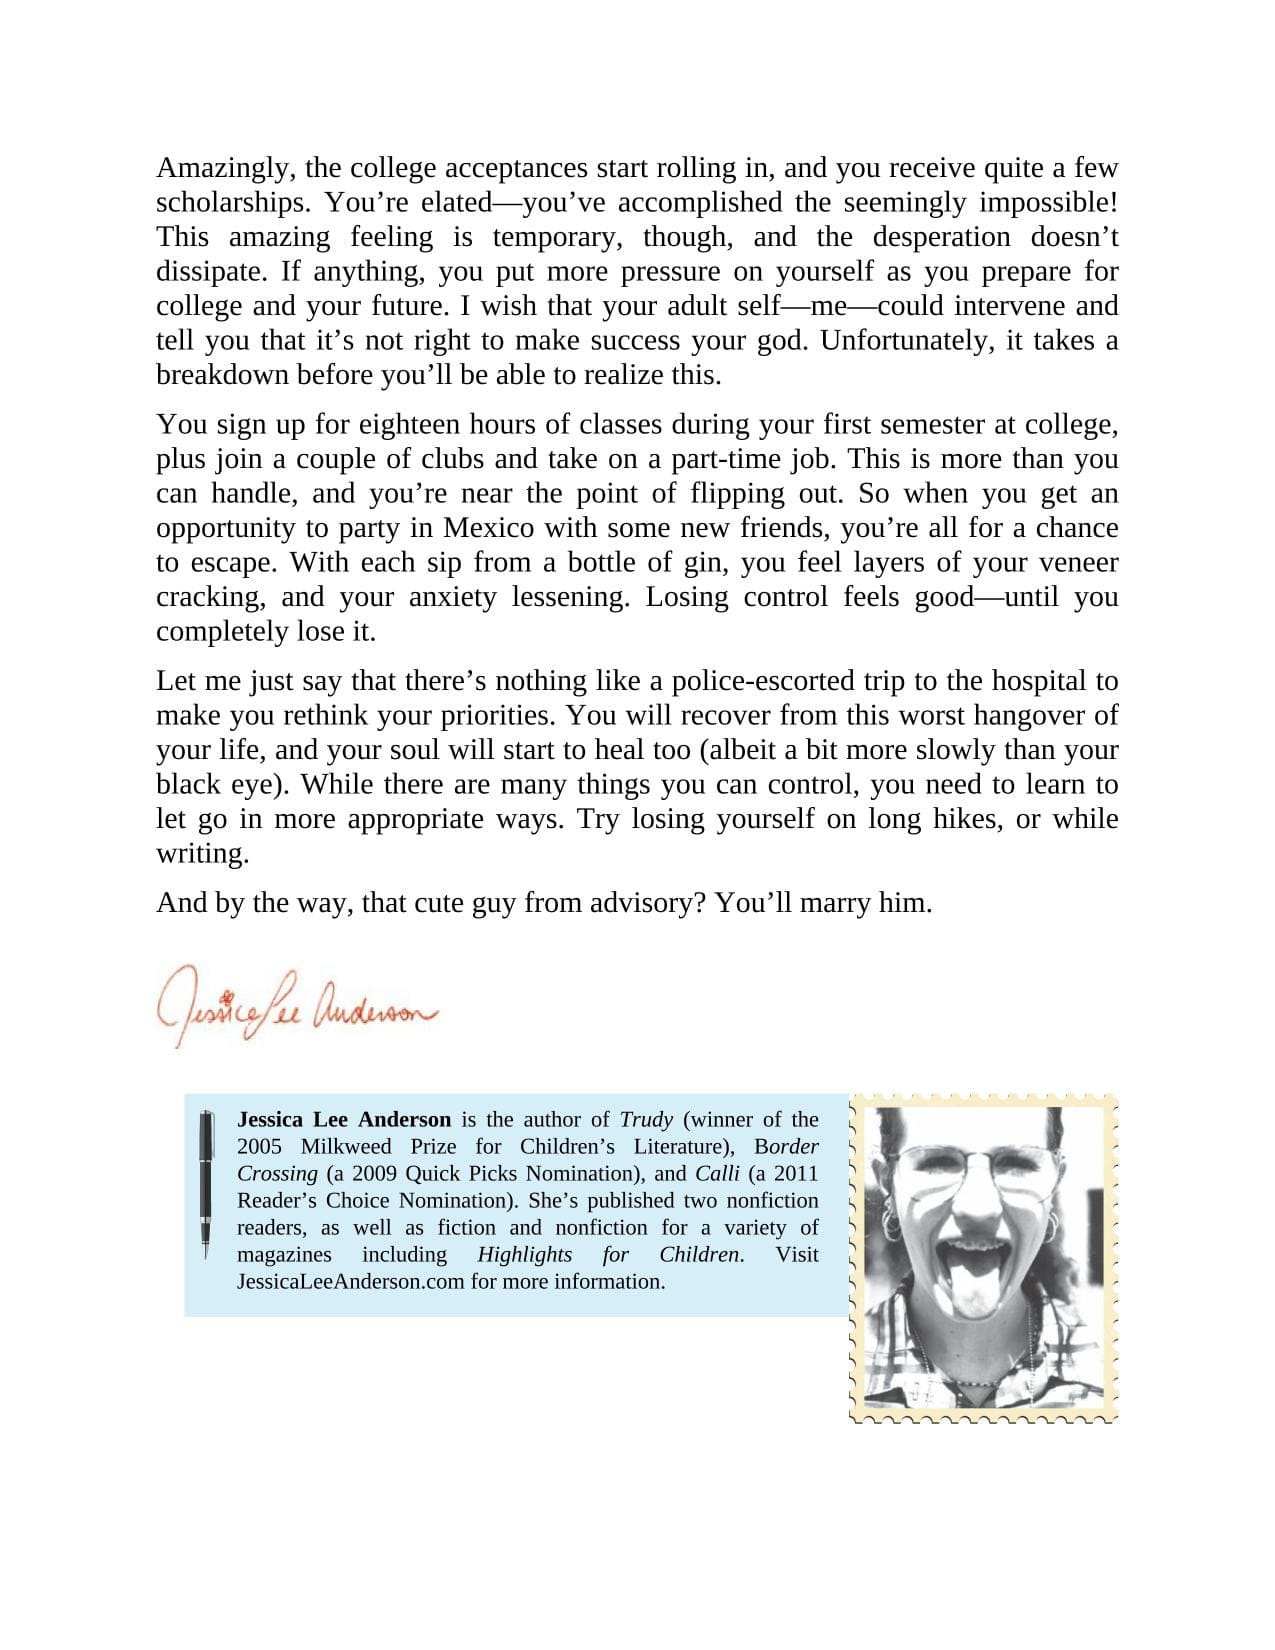 Amazingly, the college acceptances start rolling in, and you receive quite a few
scholarships. You’re elated—you’ve accomplished the seemingly impossible!
This amazing feeling is temporary, though, and the desperation doesn’t
dissipate. If anything, you put more pressure on yourself as you prepare for
college and your future. I wish that your adult self—me—could intervene and
tell you that it’s not right to make success your god. Unfortunately, it takes a
breakdown before you’ll be able to realize this.
You sign up for eighteen hours of classes during your first semester at college,
plus join a couple of clubs and take on a part-time job. This is more than you
can handle, and you’re near the point of flipping out. So when you get an
opportunity to party in Mexico with some new friends, you’re all for a chance
to escape. With each sip from a bottle of gin, you feel layers of your veneer
cracking, and your anxiety lessening. Losing control feels good—until you
completely lose it.
Let me just say that there’s nothing like a police-escorted trip to the hospital to
make you rethink your priorities. You will recover from this worst hangover of
your life, and your soul will start to heal too (albeit a bit more slowly than your
black eye). While there are many things you can control, you need to learn to
let go in more appropriate ways. Try losing yourself on long hikes, or while
writing.
And by the way, that cute guy from advisory? You’ll marry him.
Jessica Lee Anderson
Jessica Lee Anderson is the author of Trudy (winner of the
2005 Milkweed Prize for Children’s Literature), Border
Crossing (a 2009 Quick Picks Nomination), and Calli (a 2011
Reader’s Choice Nomination). She’s published two nonfiction
readers, as well as fiction and nonfiction for a variety of
magazines including Highlights for Children. Visit
JessicaLeeAnderson.com for more information.